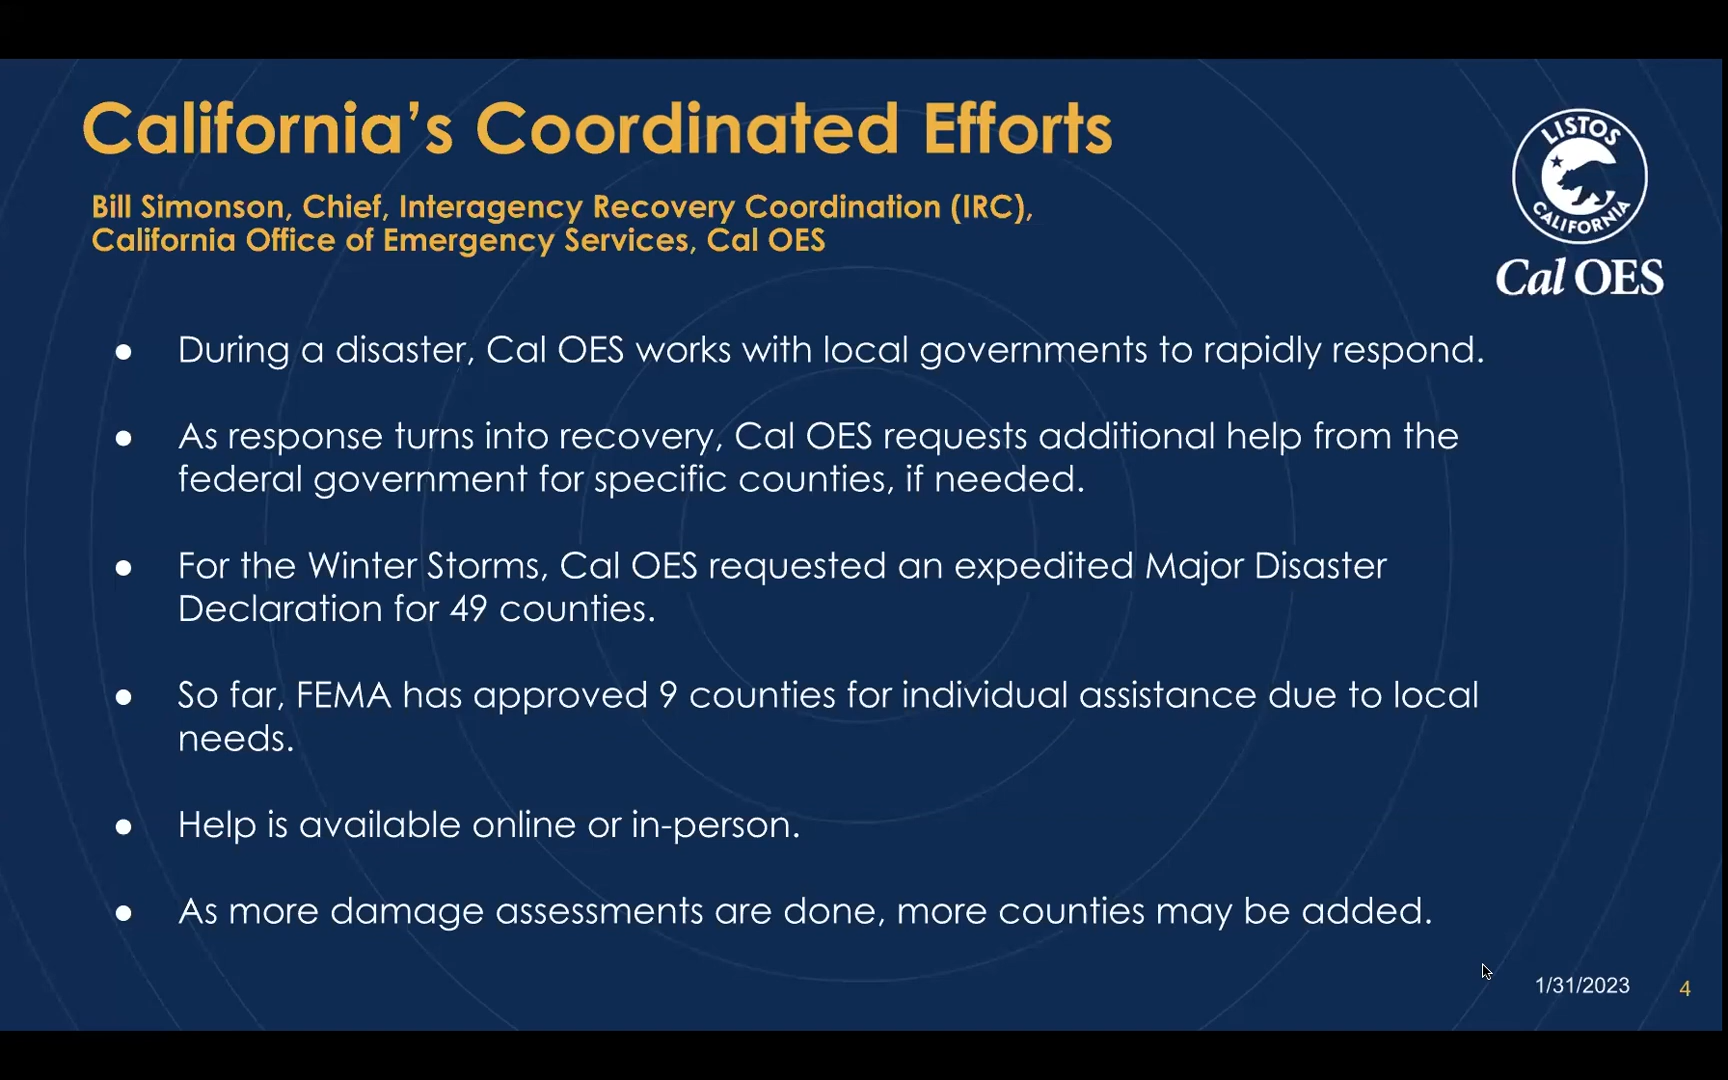 California’s Coordinated Efforts
Bill Simonson, Chief, Interagency Recovery Coordination (IRC),
California Office of Emergency Services, Cal OES
LISTOS
CALIFORNIA
Cal OES
● During a disaster, Cal OES works with local governments to rapidly respond.
● As response turns into recovery, Cal OES requests additional help from the
federal government for specific counties, if needed.
● For the Winter Storms, Cal OES requested an expedited Major Disaster
Declaration for 49 counties.
● So far, FEMA has approved 9 counties for individual assistance due to local
needs.
● Help is available online or in-person.
● As more damage assessments are done, more counties may be added.
1/31/2023
4